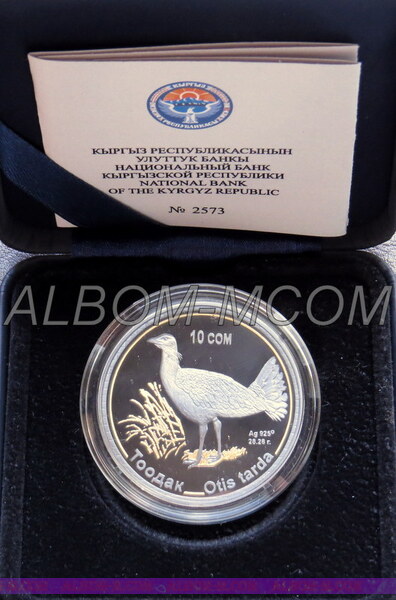 КЫРГЫЗ РЕСПУБЛИКАСЫНЫН
УЛУТТУК БАНКЫ
НАЦИОНАЛЬНЫЙ БАНК
КЫРГЫЗСКОЙ РЕСПУБЛИКИ
NATIONAL BANK
OF THE KYRGYZ REPUBLIC
№ 2573
ALBOM-MCOM
10 СОМ
Ag 925º
28.28 г.
Тоодак Otis tarda